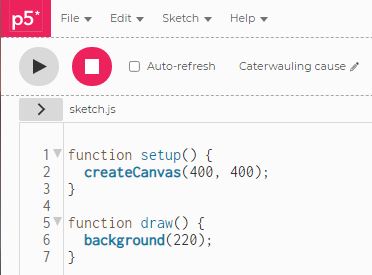 p5*
File Edit Sketch Help
Auto-refresh Caterwauling cause
sketch.js
1 function setup() {
2 createCanvas(400, 400);
3 }
4
5 function draw() {
6 background(220);
7 }